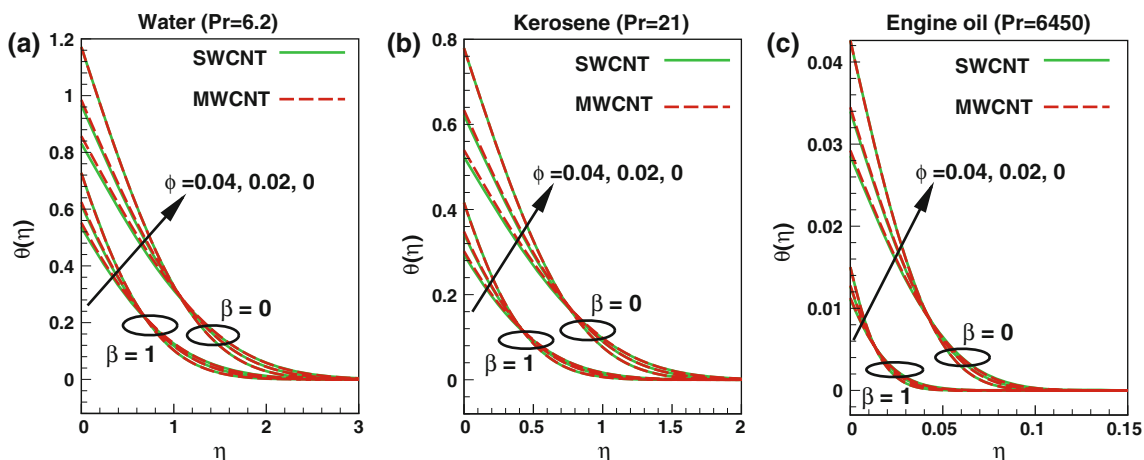 (a)
Water (Pr=6.2)
1.2
1
0.8
0.6
0.4
0.2
0
θ(η)
SWCNT
MWCNT
ϕ =0.04, 0.02, 0
β = 0
β = 1
0
1
2
3
η
(b)
Kerosene (Pr=21)
0.8
0.6
0.4
0.2
0
θ(η)
SWCNT
MWCNT
ϕ =0.04, 0.02, 0
β = 0
β = 1
0
0.5
1
1.5
2
η
(c)
Engine oil (Pr=6450)
0.04
0.03
0.02
0.01
0
θ(η)
SWCNT
MWCNT
ϕ =0.04, 0.02, 0
β = 0
β = 1
0
0.05
0.1
0.15
η